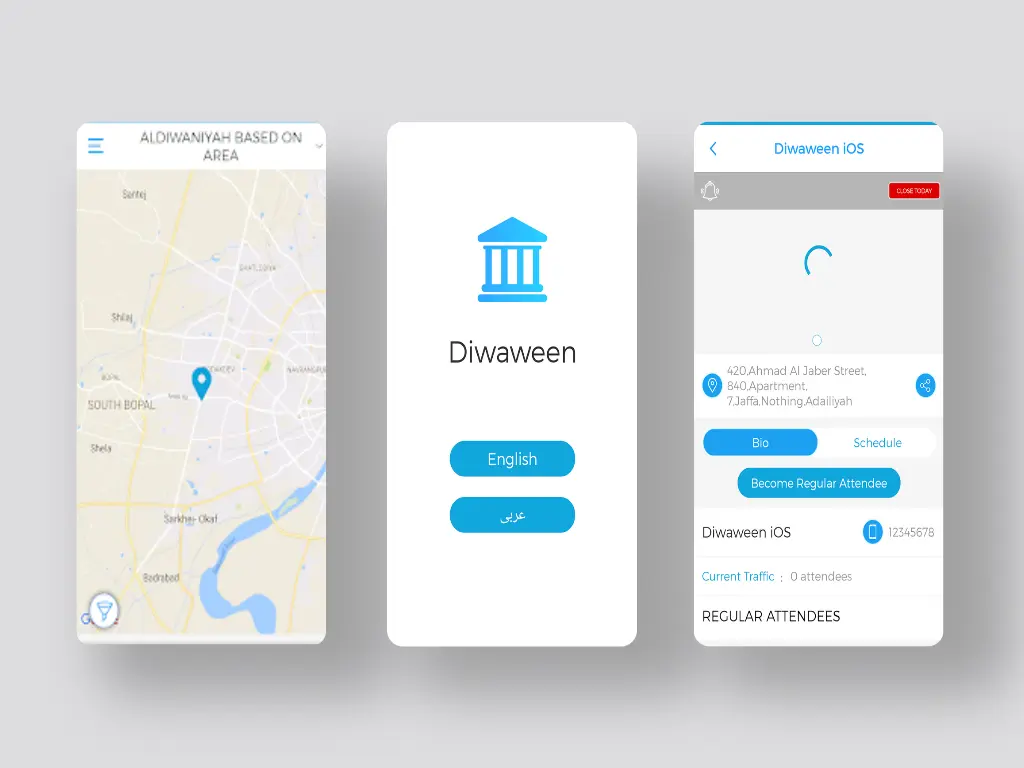 ALDIWANIYAH BASED ON
AREA
Santej
Shilaj
BOPAL
SOUTH BOPAL
Shela
Sarkhej-Okaf
Badrabad
Diwaween
English
عربى
Diwaween iOS
CLOSE TODAY
420,Ahmad Al Jaber Street,
840,Apartment,
7,Jaffa,Nothing,Adailiyah
Bio
Schedule
Become Regular Attendee
Diwaween iOS
12345678
Current Traffic : 0 attendees
REGULAR ATTENDEES